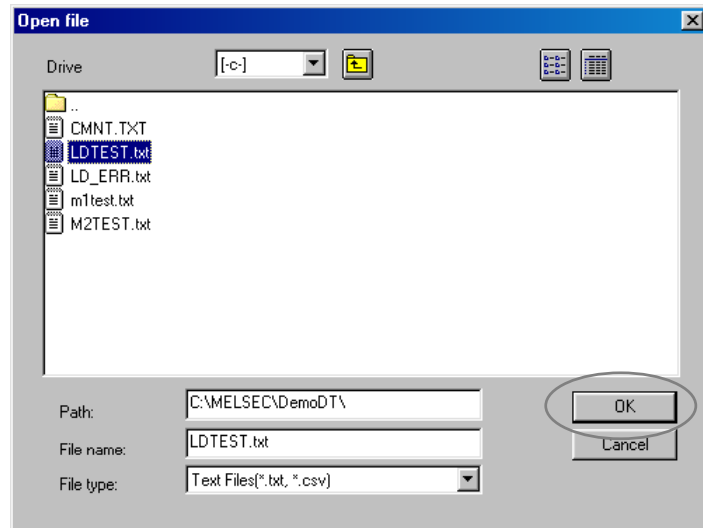 Open file
Drive [-c-]
..
CMNT.TXT
LDTEST.txt
LD_ERR.txt
m1test.txt
M2TEST.txt
Path: C:\MELSEC\DemoDT\ OK
File name: LDTEST.txt Cancel
File type: Text Files(*.txt, *.csv)